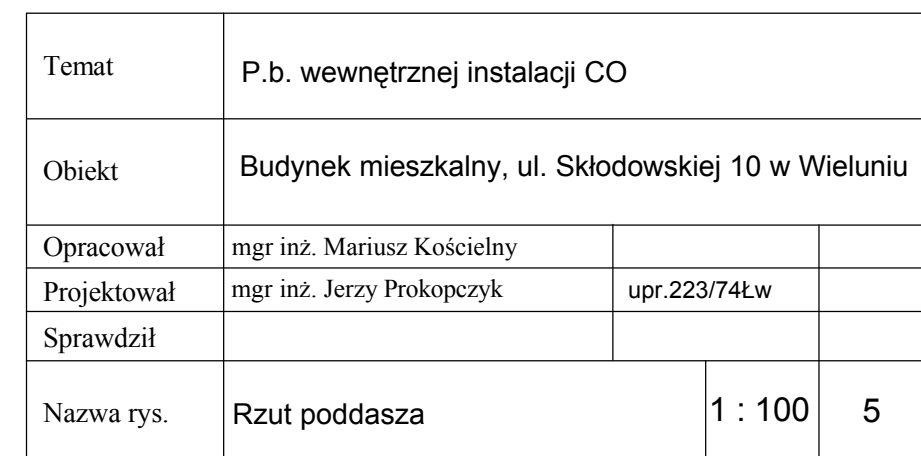 Temat P.b. wewnętrznej instalacji CO
Obiekt Budynek mieszkalny, ul. Skłodowskiej 10 w Wieluniu
Opracował mgr inż. Mariusz Kościelny
Projektował mgr inż. Jerzy Prokopczyk upr.223/74Łw
Sprawdził
Nazwa rys. Rzut poddasza 1 : 100 5